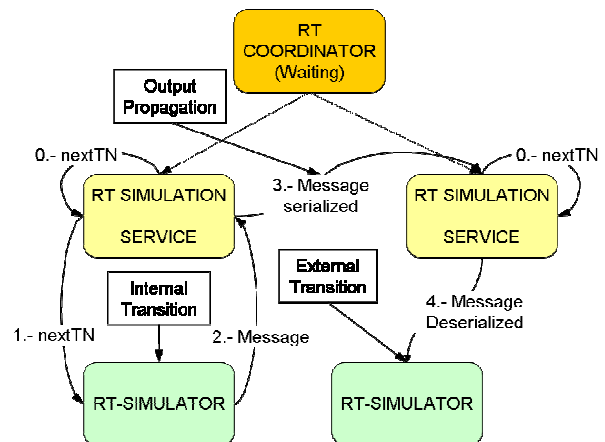 RT
COORDINATOR
(Waiting)
Output
Propagation
0.- nextTN
0.- nextTN
3.- Message
serialized
RT SIMULATION
SERVICE
RT SIMULATION
SERVICE
Internal
Transition
External
Transition
1.- nextTN
2.- Message
4.- Message
Deserialized
RT-SIMULATOR
RT-SIMULATOR